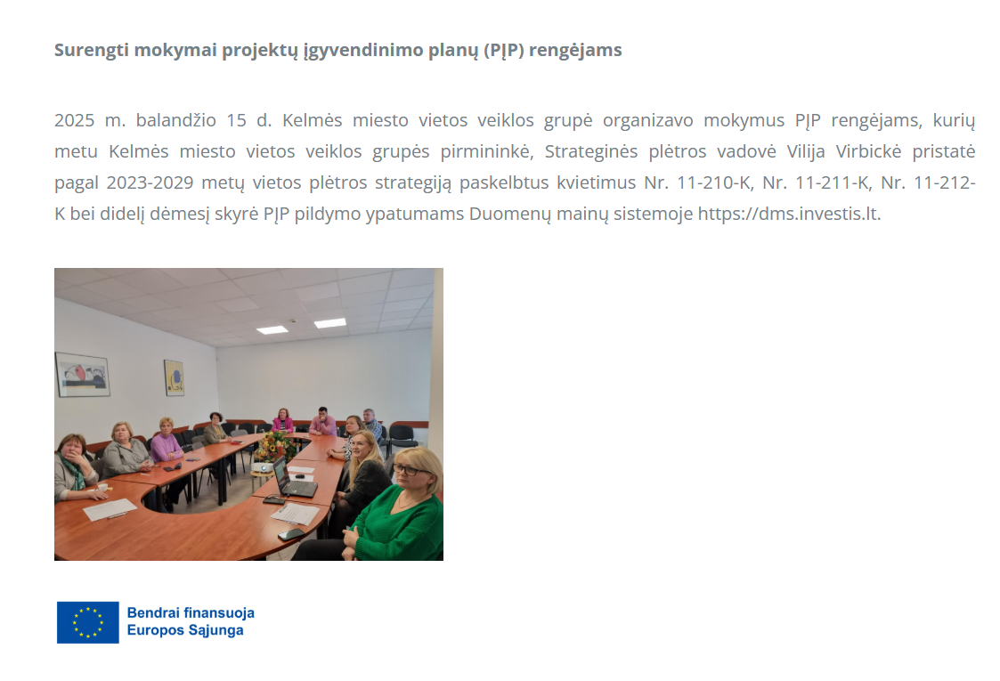 Surengti mokymai projektų įgyvendinimo planų (PĮP) rengėjams
2025 m. balandžio 15 d. Kelmės miesto vietos veiklos grupė organizavo mokymus PĮP rengėjams, kurių
metu Kelmės miesto vietos veiklos grupės pirmininkė, Strateginės plėtros vadovė Vilija Virbickė pristatė
pagal 2023-2029 metų vietos plėtros strategiją paskelbtus kvietimus Nr. 11-210-K, Nr. 11-211-K, Nr. 11-212-
K bei didelį dėmesį skyrė PĮP pildymo ypatumams Duomenų mainų sistemoje https://dms.investis.lt.
Bendrai finansuoja
Europos Sąjunga